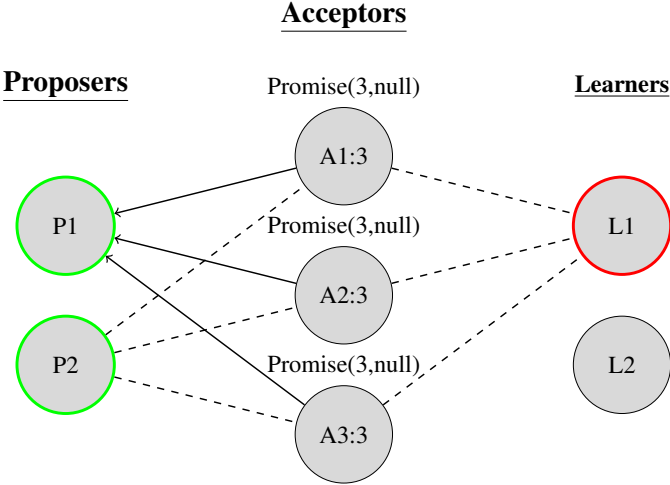 Acceptors
Proposers
Learners
Promise(3,null)
A1:3
P1
L1
Promise(3,null)
A2:3
P2
L2
Promise(3,null)
A3:3